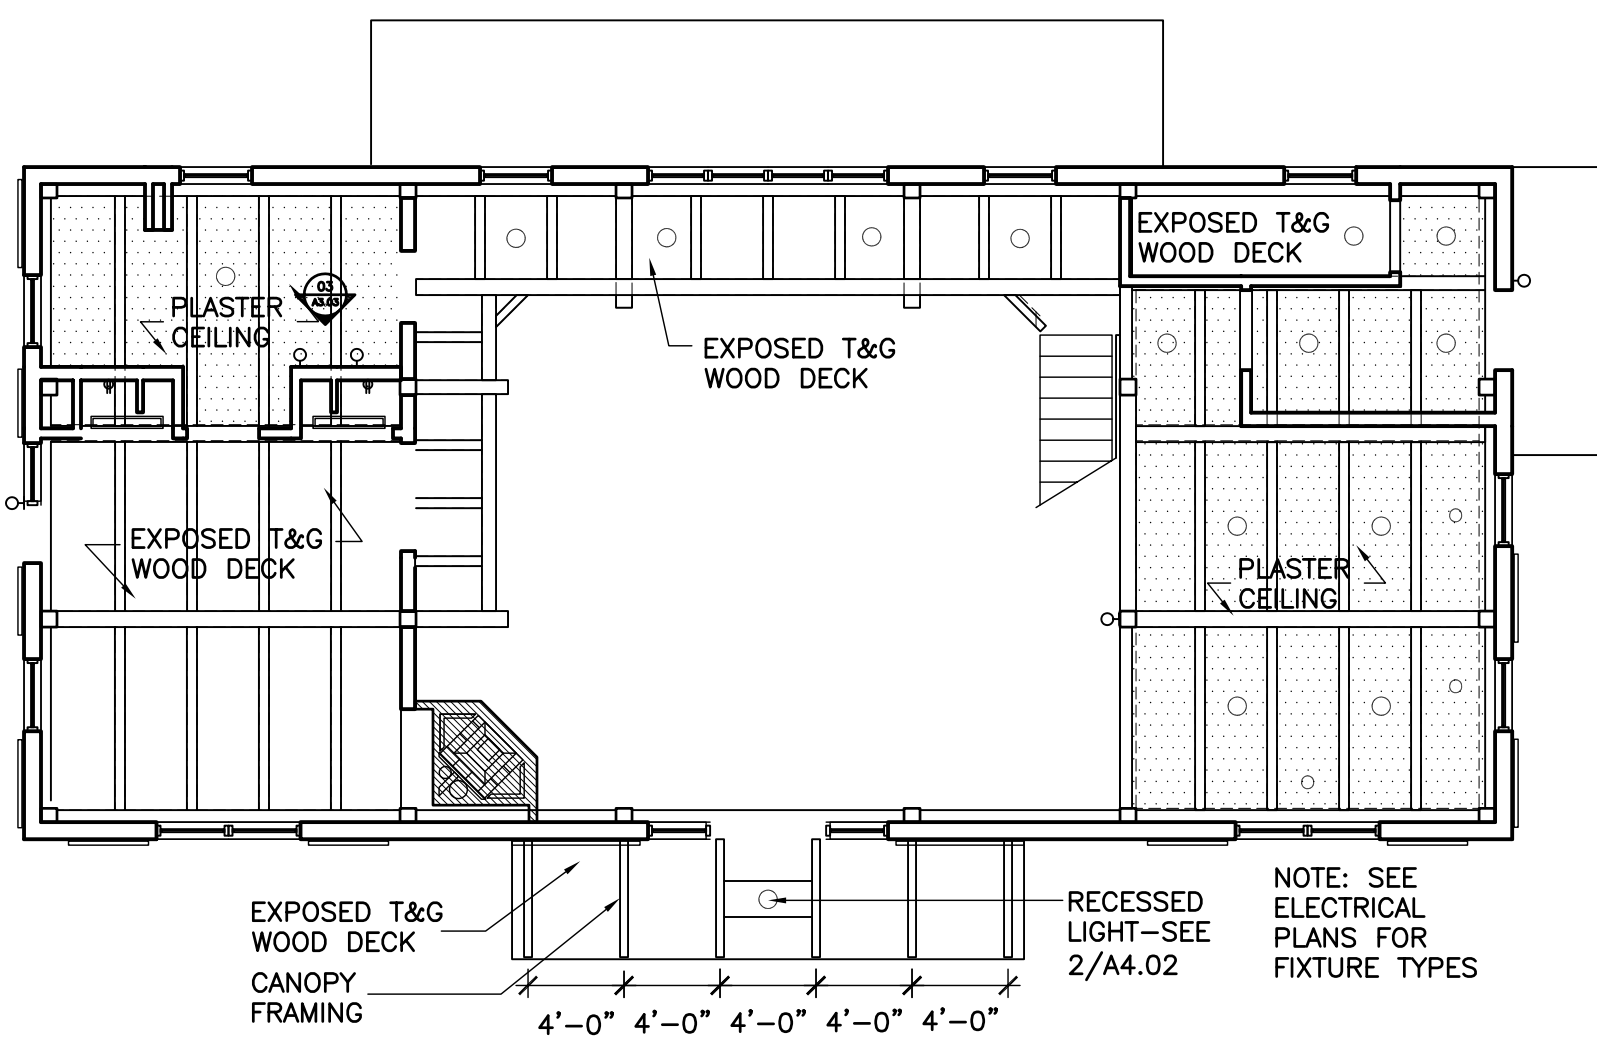 EXPOSED T&G
WOOD DECK
03
A3.03
PLASTER
CEILING
EXPOSED T&G
WOOD DECK
EXPOSED T&G
WOOD DECK
PLASTER
CEILING
EXPOSED T&G
WOOD DECK
CANOPY
FRAMING
RECESSED
LIGHT-SEE
2/A4.02
NOTE: SEE
ELECTRICAL
PLANS FOR
FIXTURE TYPES
4'-0" 4'-0" 4'-0" 4'-0" 4'-0"